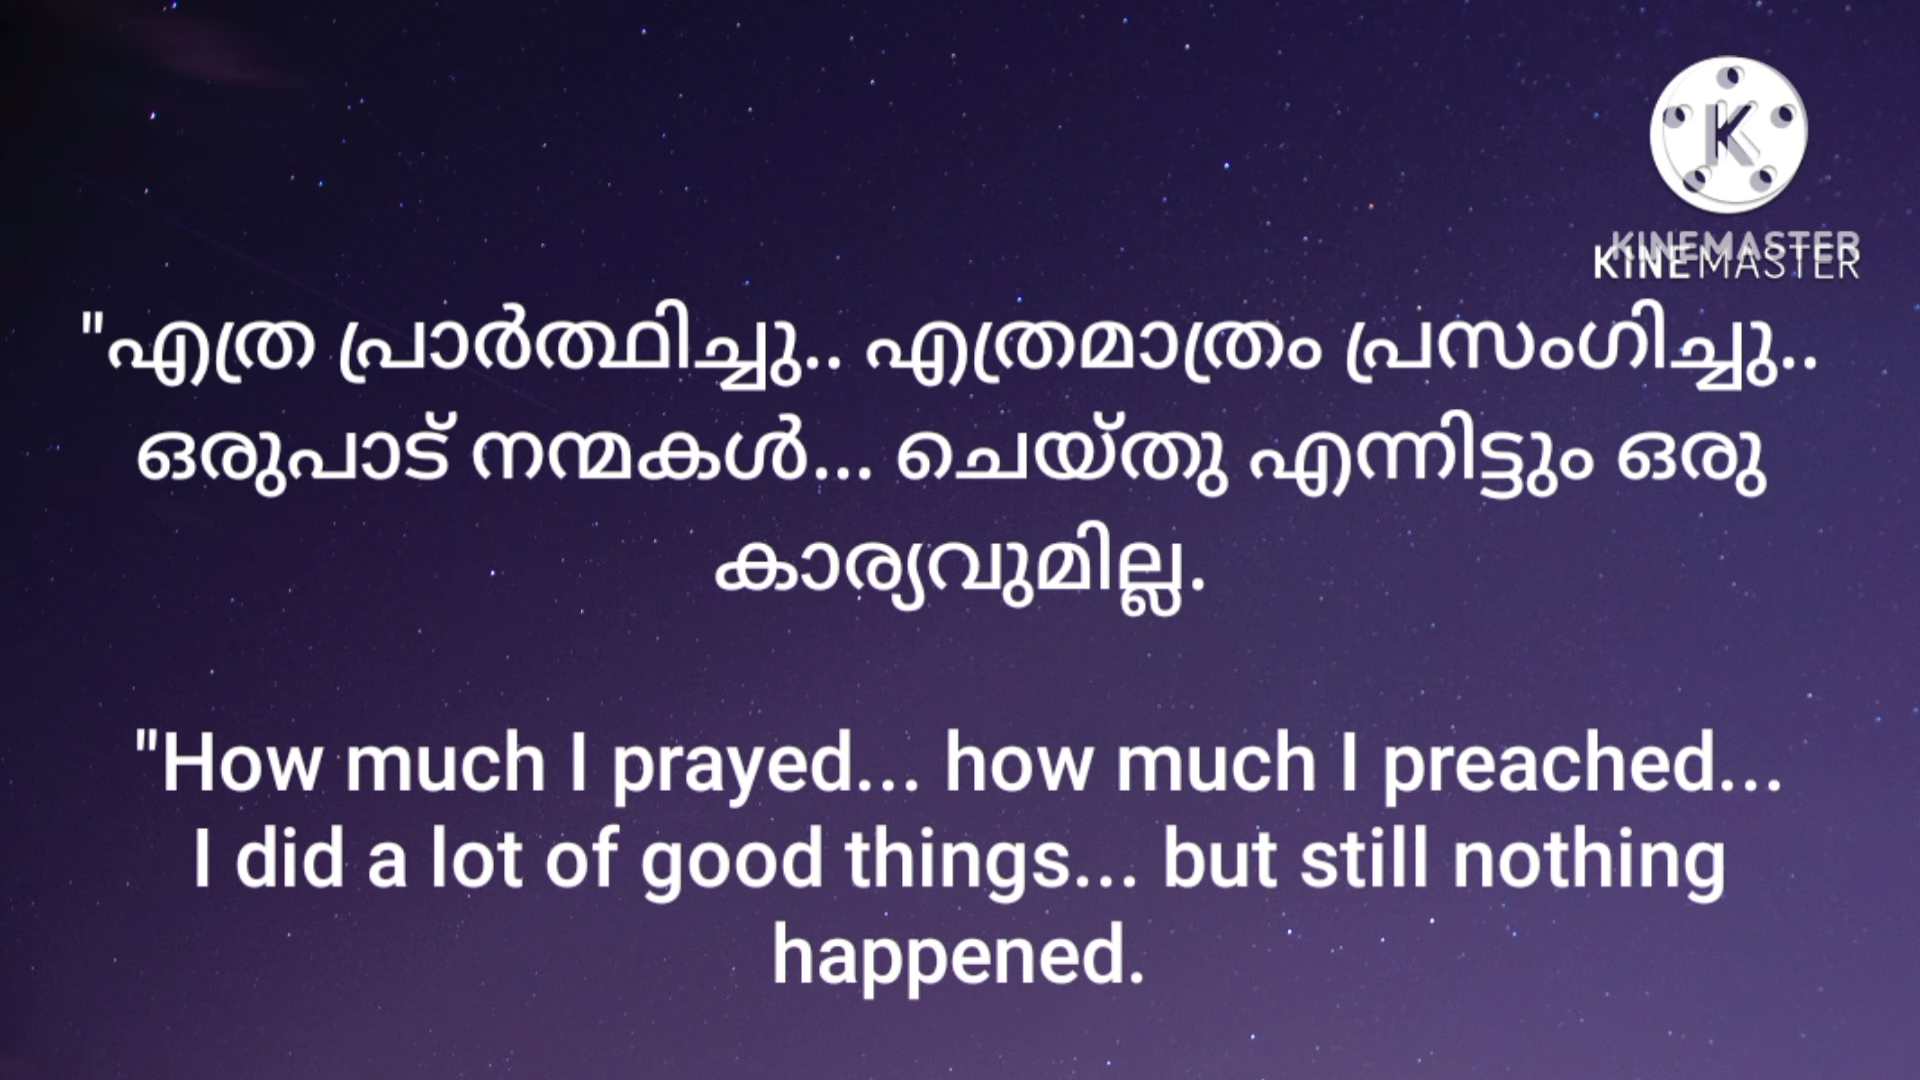 KINEMASTER
KINEMASTER
"എത്ര പ്രാർത്ഥിച്ചു.. എത്രമാത്രം പ്രസംഗിച്ചു..
ഒരുപാട് നന്മകൾ... ചെയ്തു എന്നിട്ടും ഒരു
കാര്യവുമില്ല.
"How much I prayed... how much I preached...
I did a lot of good things... but still nothing
happened.